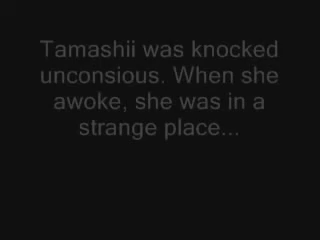 Tamashii was knocked
unconsious. When she
awoke, she was in a
strange place...